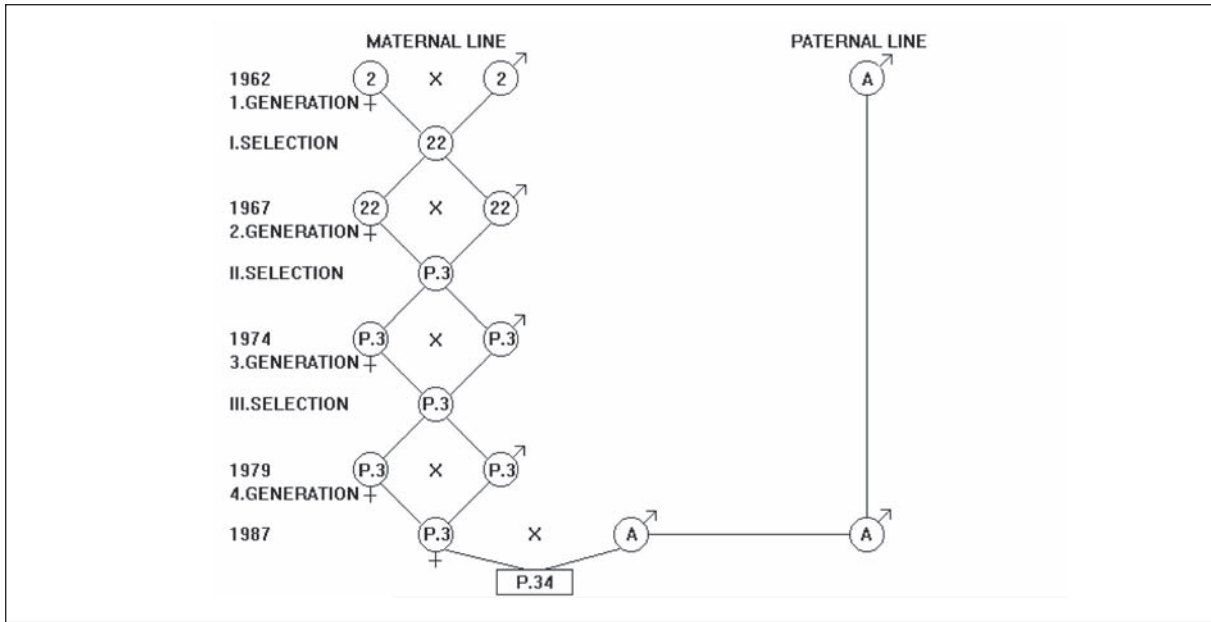 MATERNAL LINE PATERNAL LINE
1962 2 X 2 A
1.GENERATION
I.SELECTION 22
1967 22 X 22
2.GENERATION
II.SELECTION P.3
1974 P.3 X P.3
3.GENERATION
III.SELECTION P.3
1979 P.3 X P.3
4.GENERATION
1987 P.3 X A A
P.34